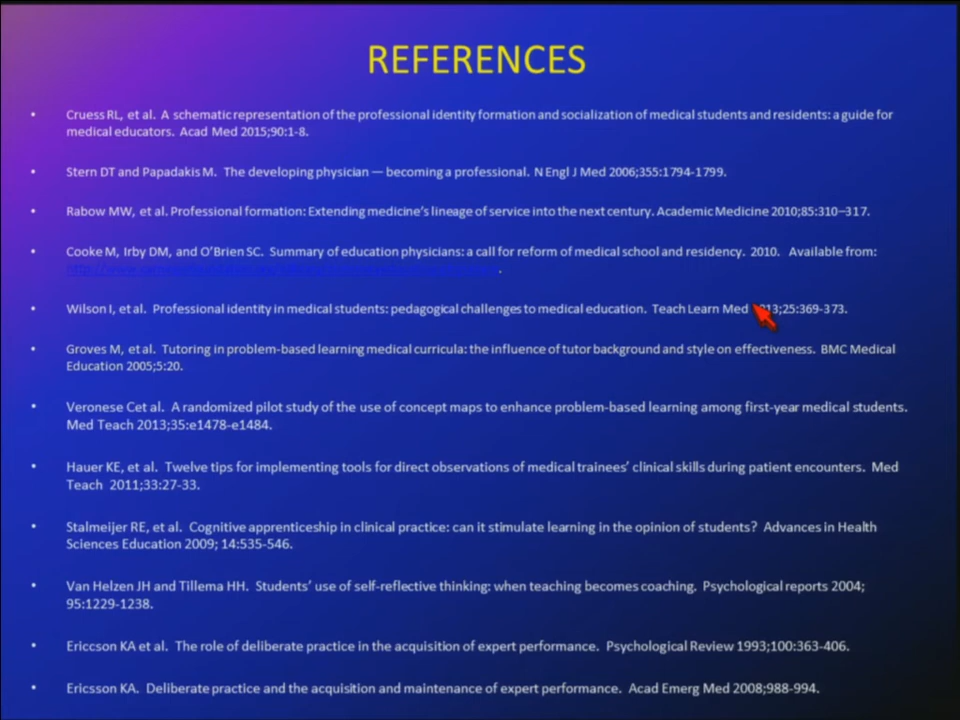 REFERENCES
• Cruess RL, et al. A schematic representation of the professional identity formation and socialization of medical students and residents: a guide for
medical educators. Acad Med 2015;90:1-8.
• Stern DT and Papadakis M. The developing physician — becoming a professional. N Engl J Med 2006;355:1794-1799.
• Rabow MW, et al. Professional formation: Extending medicine's lineage of service into the next century. Academic Medicine 2010;85:310–317.
• Cooke M, Irby DM, and O'Brien SC. Summary of education physicians: a call for reform of medical school and residency. 2010. Available from:
• Wilson I, et al. Professional identity in medical students: pedagogical challenges to medical education. Teach Learn Med 13;25:369-373.
• Groves M, et al. Tutoring in problem-based learning medical curricula: the influence of tutor background and style on effectiveness. BMC Medical
Education 2005;5:20.
• Veronese Cet al. A randomized pilot study of the use of concept maps to enhance problem-based learning among first-year medical students.
Med Teach 2013;35:e1478-e1484.
• Hauer KE, et al. Twelve tips for implementing tools for direct observations of medical trainees' clinical skills during patient encounters. Med
Teach 2011;33:27-33.
• Stalmeijer RE, et al. Cognitive apprenticeship in clinical practice: can it stimulate learning in the opinion of students? Advances in Health
Sciences Education 2009; 14:535-546.
• Van Helzen JH and Tillema HH. Students' use of self-reflective thinking: when teaching becomes coaching. Psychological reports 2004;
95:1229-1238.
• Ericcson KA et al. The role of deliberate practice in the acquisition of expert performance. Psychological Review 1993;100:363-406.
• Ericsson KA. Deliberate practice and the acquisition and maintenance of expert performance. Acad Emerg Med 2008;988-994.